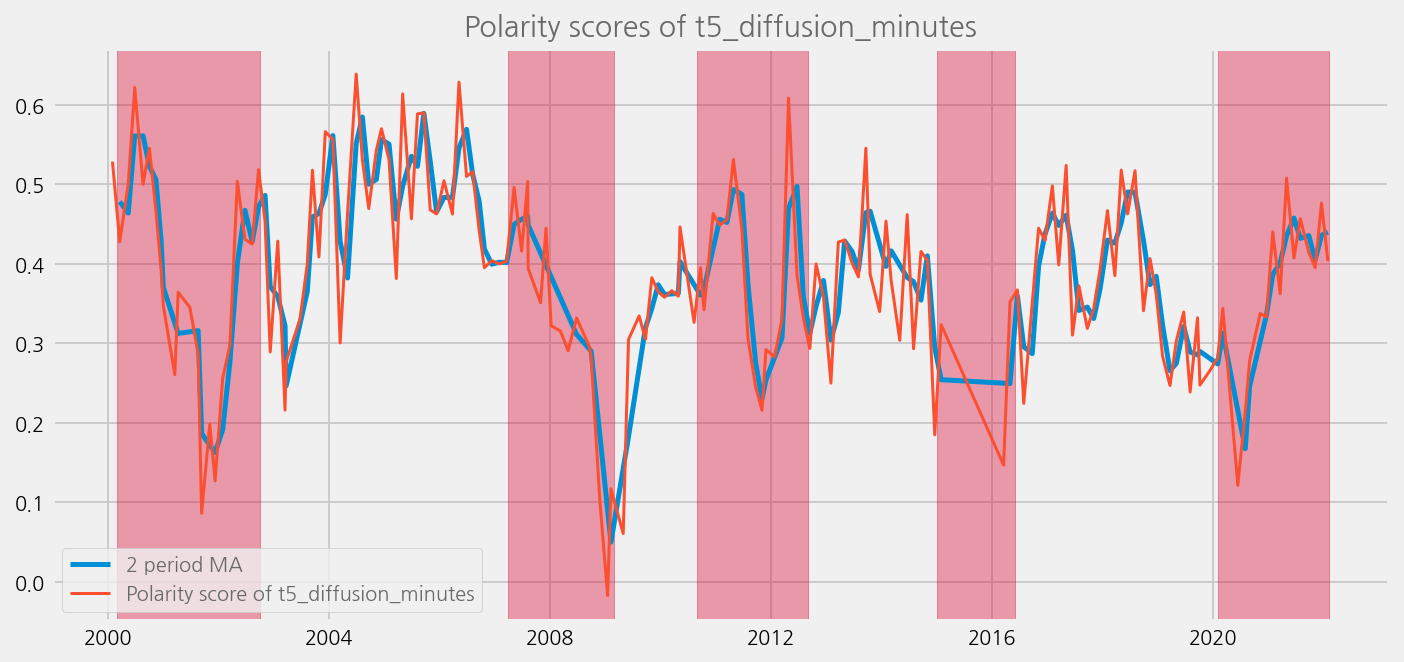 Polarity scores of t5_diffusion_minutes
0.6
0.5
0.4
0.3
0.2
0.1
0.0
2 period MA
Polarity score of t5_diffusion_minutes
2000 2004 2008 2012 2016 2020